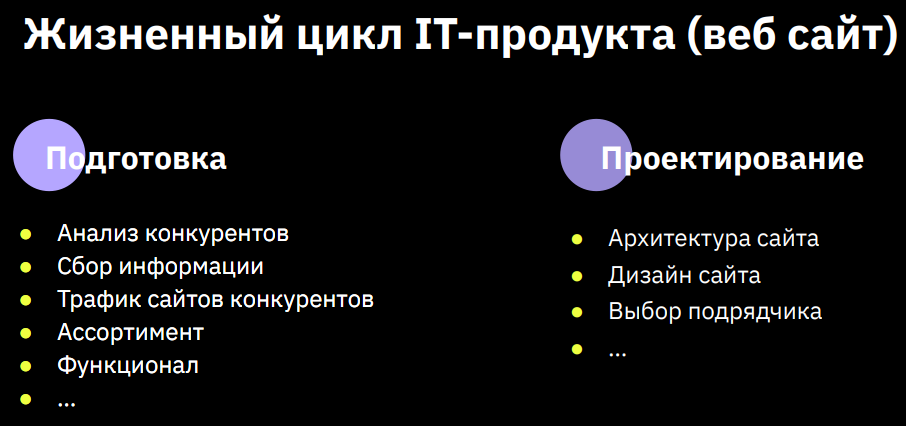 Жизненный цикл IT-продукта (веб сайт)
Подготовка
● Анализ конкурентов
● Сбор информации
● Трафик сайтов конкурентов
● Ассортимент
● Функционал
● ...
Проектирование
● Архитектура сайта
● Дизайн сайта
● Выбор подрядчика
● ...